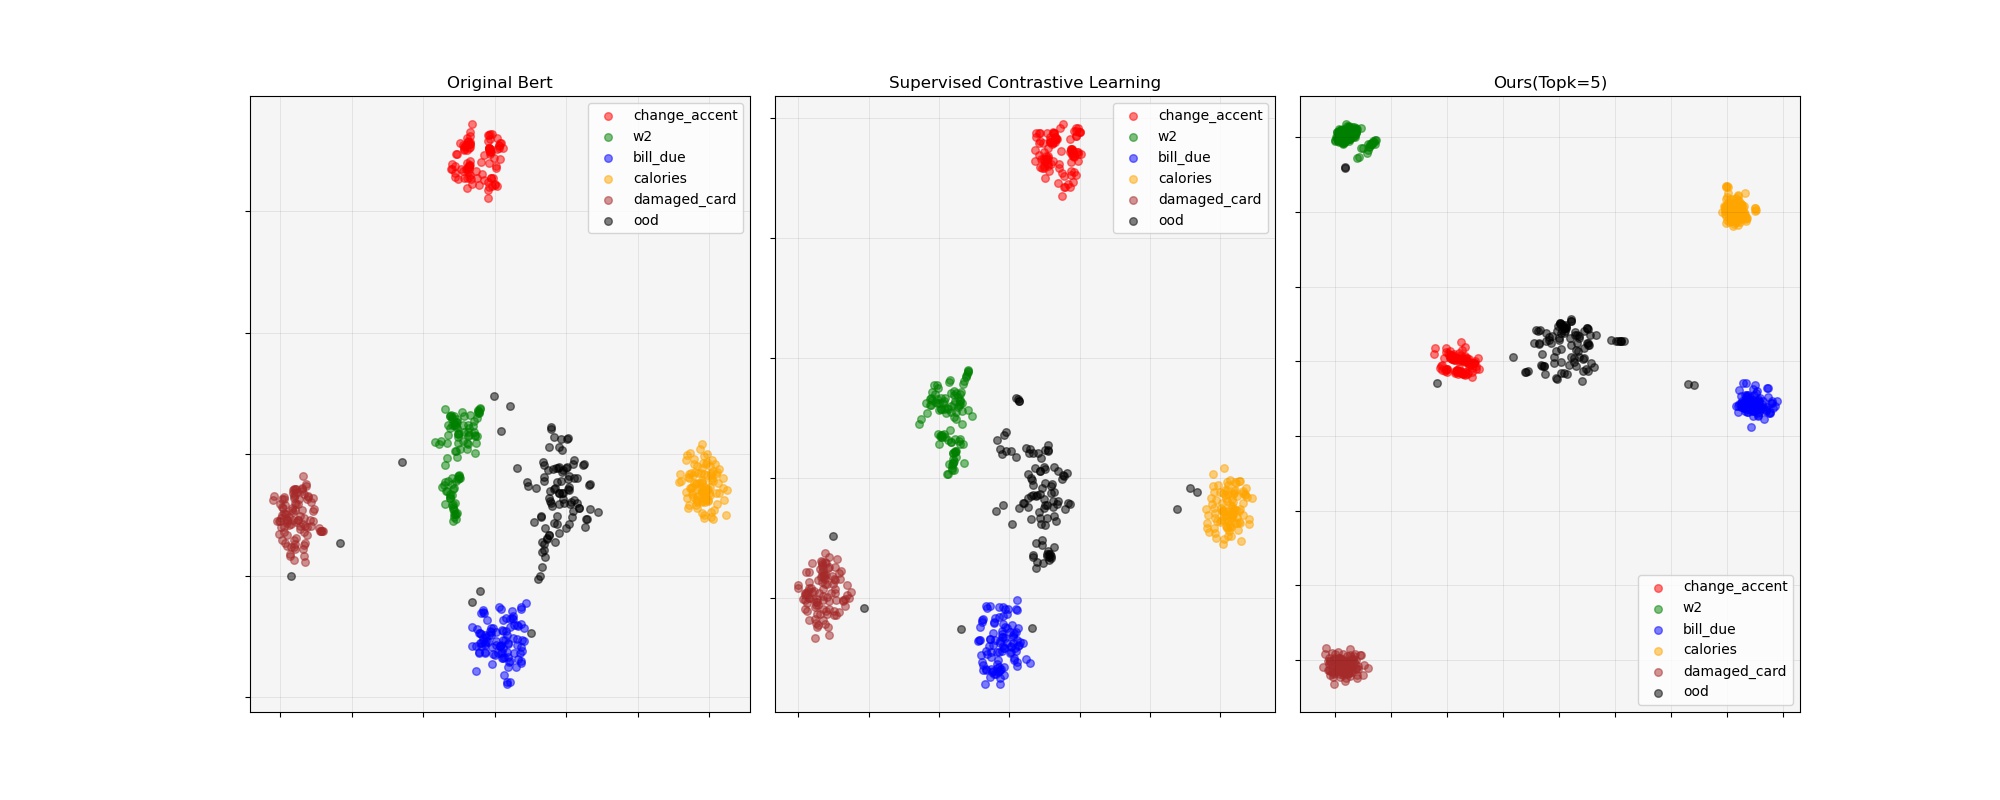 Original Bert
change_accent
w2
bill_due
calories
damaged_card
ood
Supervised Contrastive Learning
change_accent
w2
bill_due
calories
damaged_card
ood
Ours(Topk=5)
change_accent
w2
bill_due
calories
damaged_card
ood